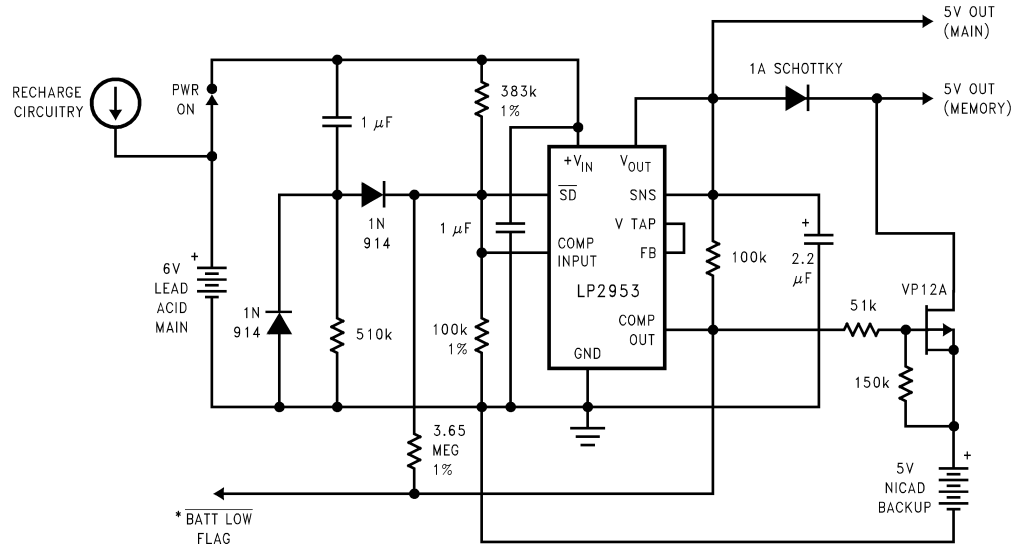 5V OUT
(MAIN)
1A SCHOTTKY
RECHARGE
CIRCUITRY
PWR
ON
383k
1%
5V OUT
(MEMORY)
1 μF
+VIN
VOUT
SD
SNS
1N
914
1 μF
V TAP
COMP
INPUT
FB
+
100k
2.2
μF
+
6V
LEAD
ACID
MAIN
LP2953
VP12A
1N
914
510k
100k
1%
COMP
OUT
51k
GND
150k
3.65
MEG
1%
+
5V
NICAD
BACKUP
* BATT LOW
FLAG